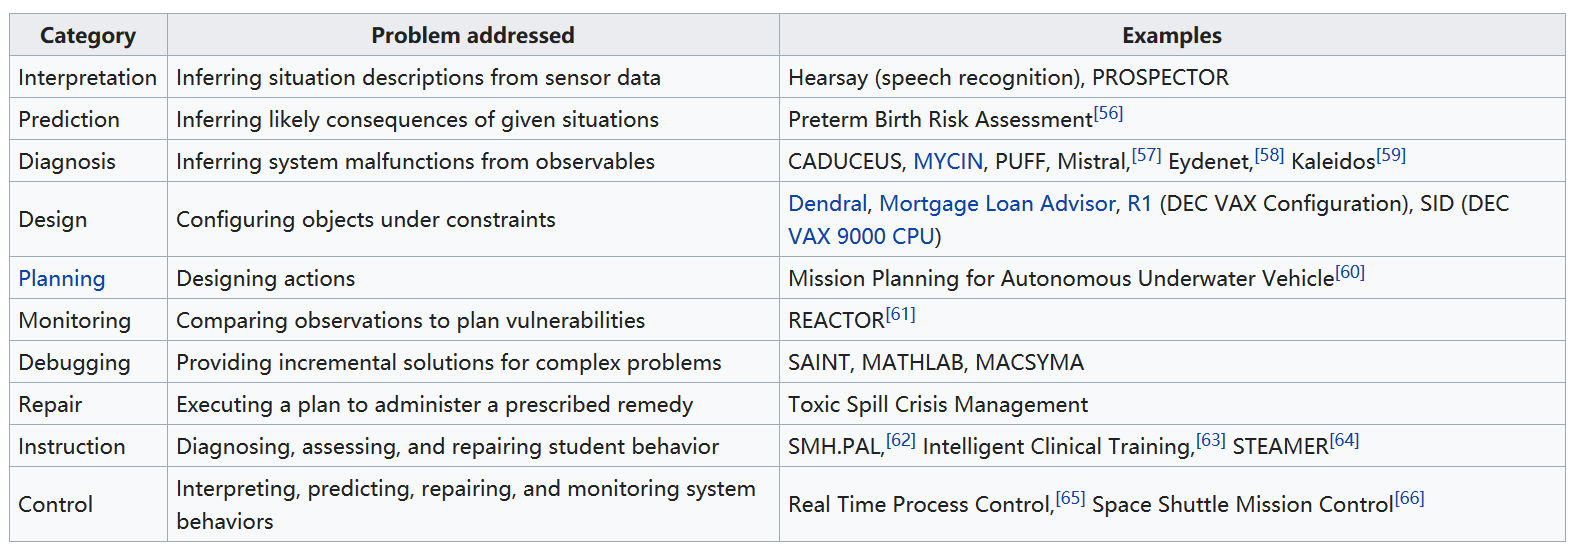 Category Problem addressed Examples
Interpretation Inferring situation descriptions from sensor data Hearsay (speech recognition), PROSPECTOR
Prediction Inferring likely consequences of given situations Preterm Birth Risk Assessment[56]
Diagnosis Inferring system malfunctions from observables CADUCEUS, MYCIN, PUFF, Mistral,[57] Eydenet,[58] Kaleidos[59]
Design Configuring objects under constraints Dendral, Mortgage Loan Advisor, R1 (DEC VAX Configuration), SID (DEC
VAX 9000 CPU)
Planning Designing actions Mission Planning for Autonomous Underwater Vehicle[60]
Monitoring Comparing observations to plan vulnerabilities REACTOR[61]
Debugging Providing incremental solutions for complex problems SAINT, MATHLAB, MACSYMA
Repair Executing a plan to administer a prescribed remedy Toxic Spill Crisis Management
Instruction Diagnosing, assessing, and repairing student behavior SMH.PAL,[62] Intelligent Clinical Training,[63] STEAMER[64]
Control Interpreting, predicting, repairing, and monitoring system
behaviors Real Time Process Control,[65] Space Shuttle Mission Control[66]